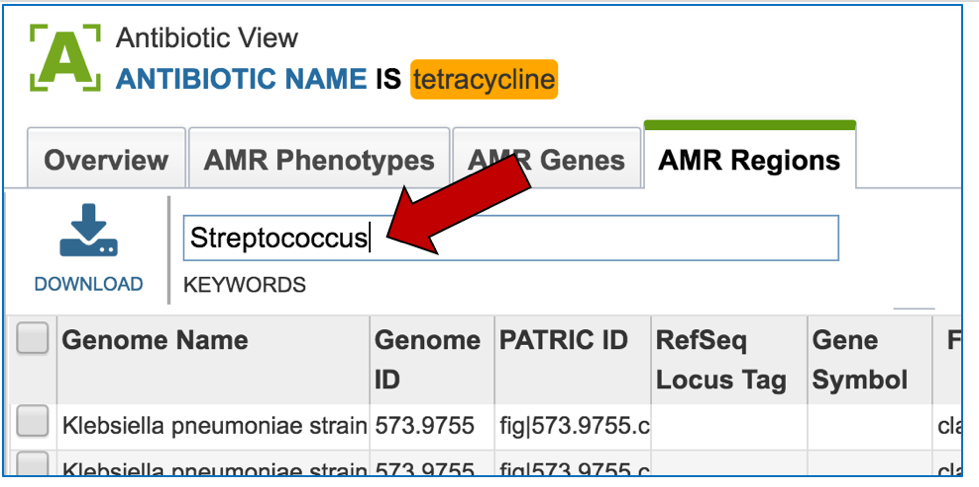 A
Antibiotic View
ANTIBIOTIC NAME IS tetracycline
Overview AMR Phenotypes AMR Genes AMR Regions
Streptococcus
DOWNLOAD KEYWORDS
Genome Name Genome ID PATRIC ID RefSeq Locus Tag Gene Symbol F
Klebsiella pneumoniae strain 573.9755 fig|573.9755.c cla
Klebsiella pneumoniae strain 573.9755 fig|573.9755.c cla